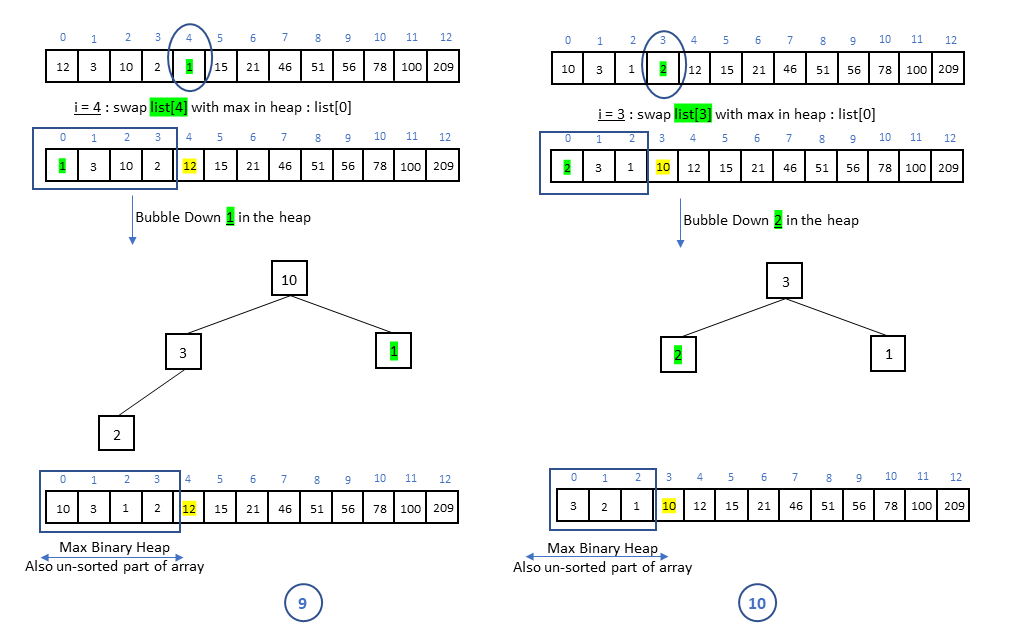 0 1 2 3 4 5 6 7 8 9 10 11 12
12 3 10 2 1 15 21 46 51 56 78 100 209
i = 4 : swap list[4] with max in heap : list[0]
0 1 2 3 4 5 6 7 8 9 10 11 12
1 3 10 2 12 15 21 46 51 56 78 100 209
Bubble Down 1 in the heap
10
3 1
2
0 1 2 3 4 5 6 7 8 9 10 11 12
10 3 1 2 12 15 21 46 51 56 78 100 209
Max Binary Heap
Also un-sorted part of array
9
0 1 2 3 4 5 6 7 8 9 10 11 12
10 3 1 2 12 15 21 46 51 56 78 100 209
i = 3 : swap list[3] with max in heap : list[0]
0 1 2 3 4 5 6 7 8 9 10 11 12
2 3 1 10 12 15 21 46 51 56 78 100 209
Bubble Down 2 in the heap
3
2 1
0 1 2 3 4 5 6 7 8 9 10 11 12
3 2 1 10 12 15 21 46 51 56 78 100 209
Max Binary Heap
Also un-sorted part of array
10